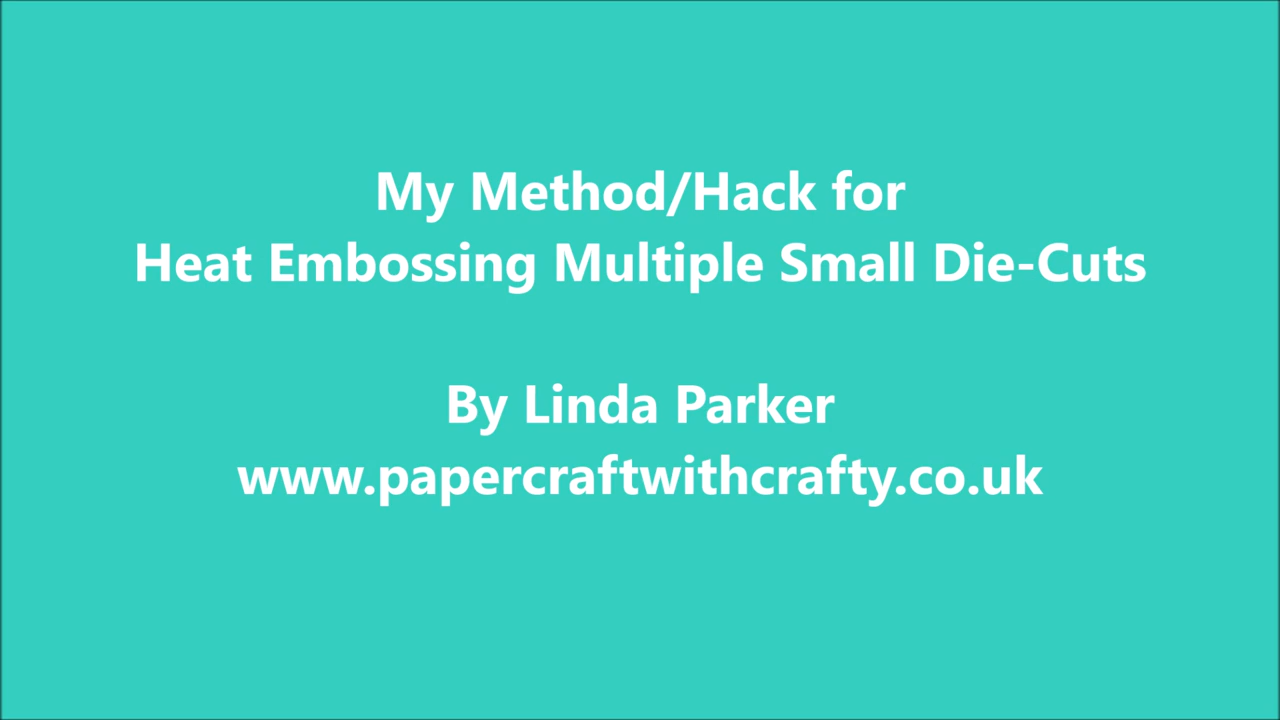 My Method/Hack for
Heat Embossing Multiple Small Die-Cuts
By Linda Parker
www.papercraftwithcrafty.co.uk